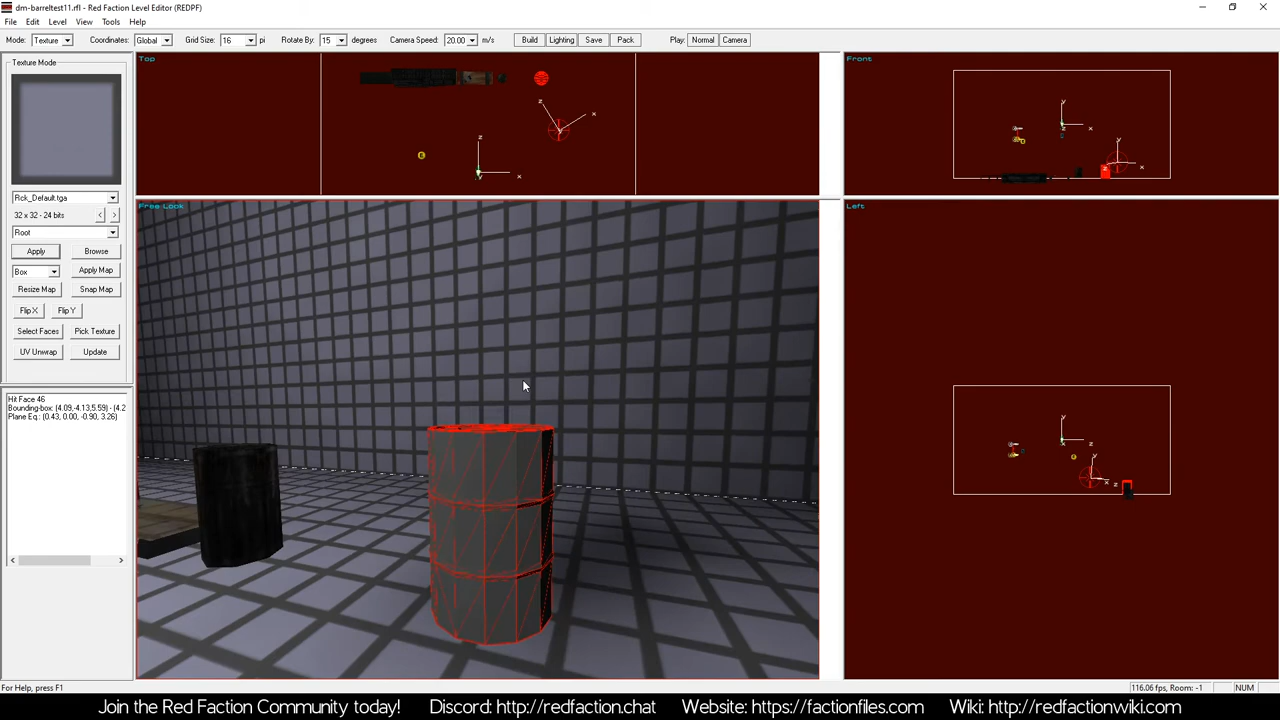 dm-barreltest11.rfl - Red Faction Level Editor (REDPF)
File Edit Level View Tools Help
Mode: Texture Coordinates: Global Grid Size: 16 pi Rotate By: 15 degrees Camera Speed: 20.00 m/s Build Lighting Save Pack Play: Normal Camera
Texture Mode
Rck_Default.tga
32 x 32 - 24 bits < >
Root
Apply Browse
Box Apply Map
Resize Map Snap Map
Flip X Flip Y
Select Faces Pick Texture
UV Unwrap Update
Hit Face 46
Bounding-box: (4.09,-4.13,5.59) - (4.2
Plane Eq.: (0.43, 0.00, -0.90, 3.26)
Top
Front
Free Look
Left
For Help, press F1
116.06 fps, Room: -1 NUM
Join the Red Faction Community today! Discord: http://redfaction.chat Website: https://factionfiles.com Wiki: http://redfactionwiki.com